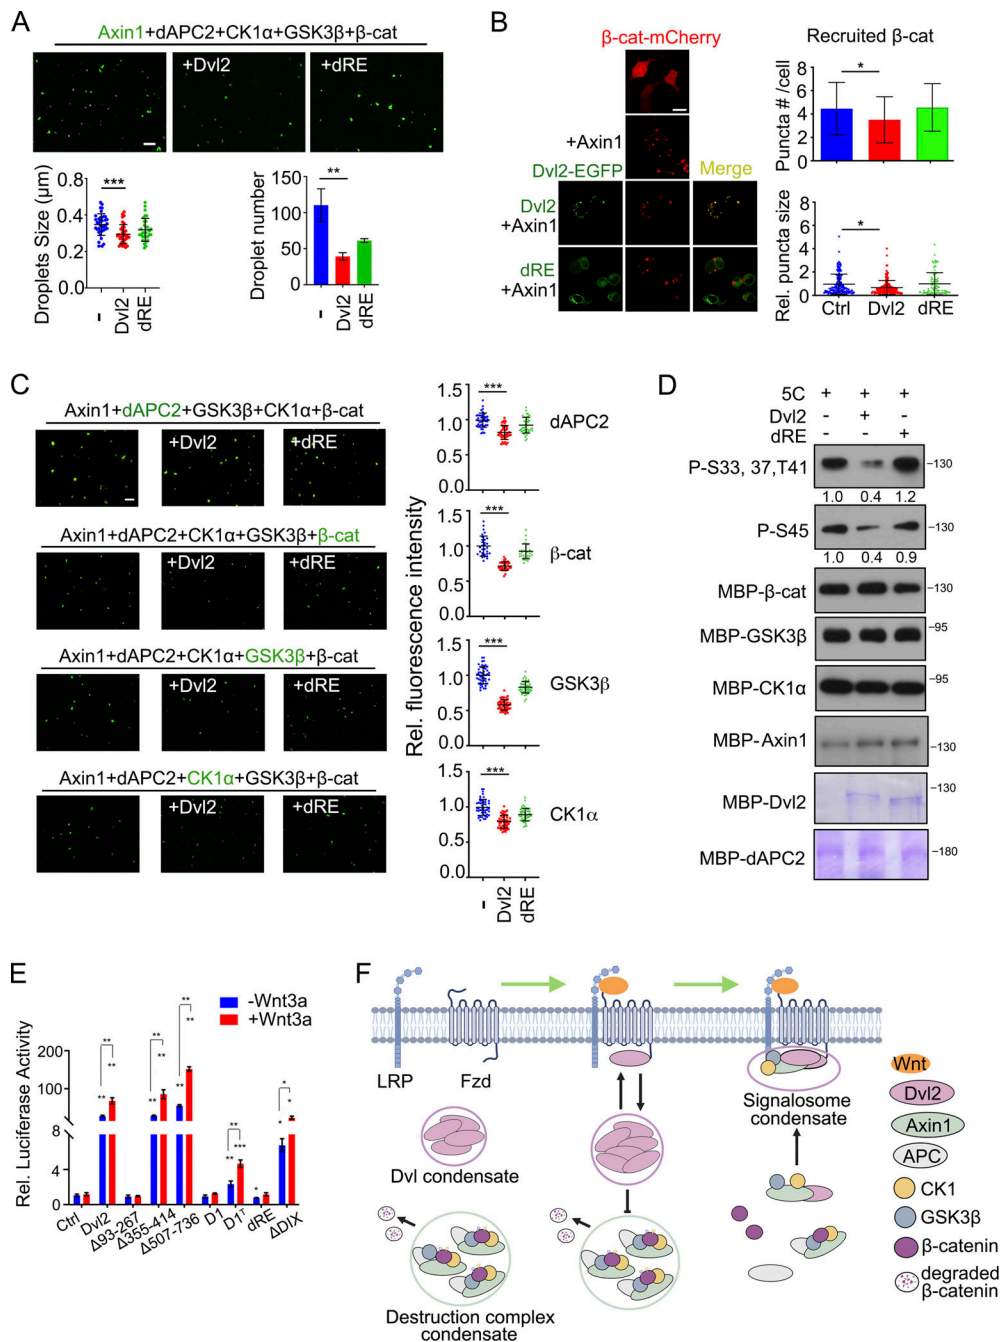 A
Axin1+dAPC2+CK1α+GSK3β+β-cat
+Dvl2
+dRE
Droplets Size (μm)
0.8
0.4
0.0
***
-
Dvl2
dRE
Droplet number
150
100
50
0
**
-
Dvl2
dRE
B
β-cat-mCherry
+Axin1
Dvl2-EGFP
Merge
Dvl2
+Axin1
dRE
+Axin1
Recruited β-cat
Puncta # /cell
8
6
4
2
0
*
Rel. puncta size
8
6
4
2
0
*
Ctrl
Dvl2
dRE
C
Axin1+dAPC2+GSK3β+CK1α+β-cat
+Dvl2
+dRE
Axin1+dAPC2+CK1α+GSK3β+β-cat
+Dvl2
+dRE
Axin1+dAPC2+CK1α+GSK3β+β-cat
+Dvl2
+dRE
Axin1+dAPC2+CK1α+GSK3β+β-cat
+Dvl2
+dRE
Rel. fluorescence intensity
1.5
1.0
0.5
0.0
***
dAPC2
1.5
1.0
0.5
0.0
***
β-cat
1.5
1.0
0.5
0.0
***
GSK3β
1.5
1.0
0.5
0.0
***
CK1α
-
Dvl2
dRE
D
5C + + +
Dvl2 - + -
dRE - - +
P-S33, 37,T41
-130
1.0 0.4 1.2
P-S45
-130
1.0 0.4 0.9
MBP-β-cat
-130
MBP-GSK3β
-95
MBP-CK1α
-95
MBP-Axin1
-130
MBP-Dvl2
-130
MBP-dAPC2
-180
E
-Wnt3a
+Wnt3a
Rel. Luciferase Activity
200
100
8
4
0
** ** **
** ** **
** ** **
** *** **
*
* * *
Ctrl
Dvl2
Δ93-267
Δ355-414
Δ507-736
D1
D1ᵀ
dRE
ΔDIX
F
LRP
Fzd
Dvl condensate
Destruction complex
condensate
Signalosome
condensate
Wnt
Dvl2
Axin1
APC
CK1
GSK3β
β-catenin
degraded
β-catenin